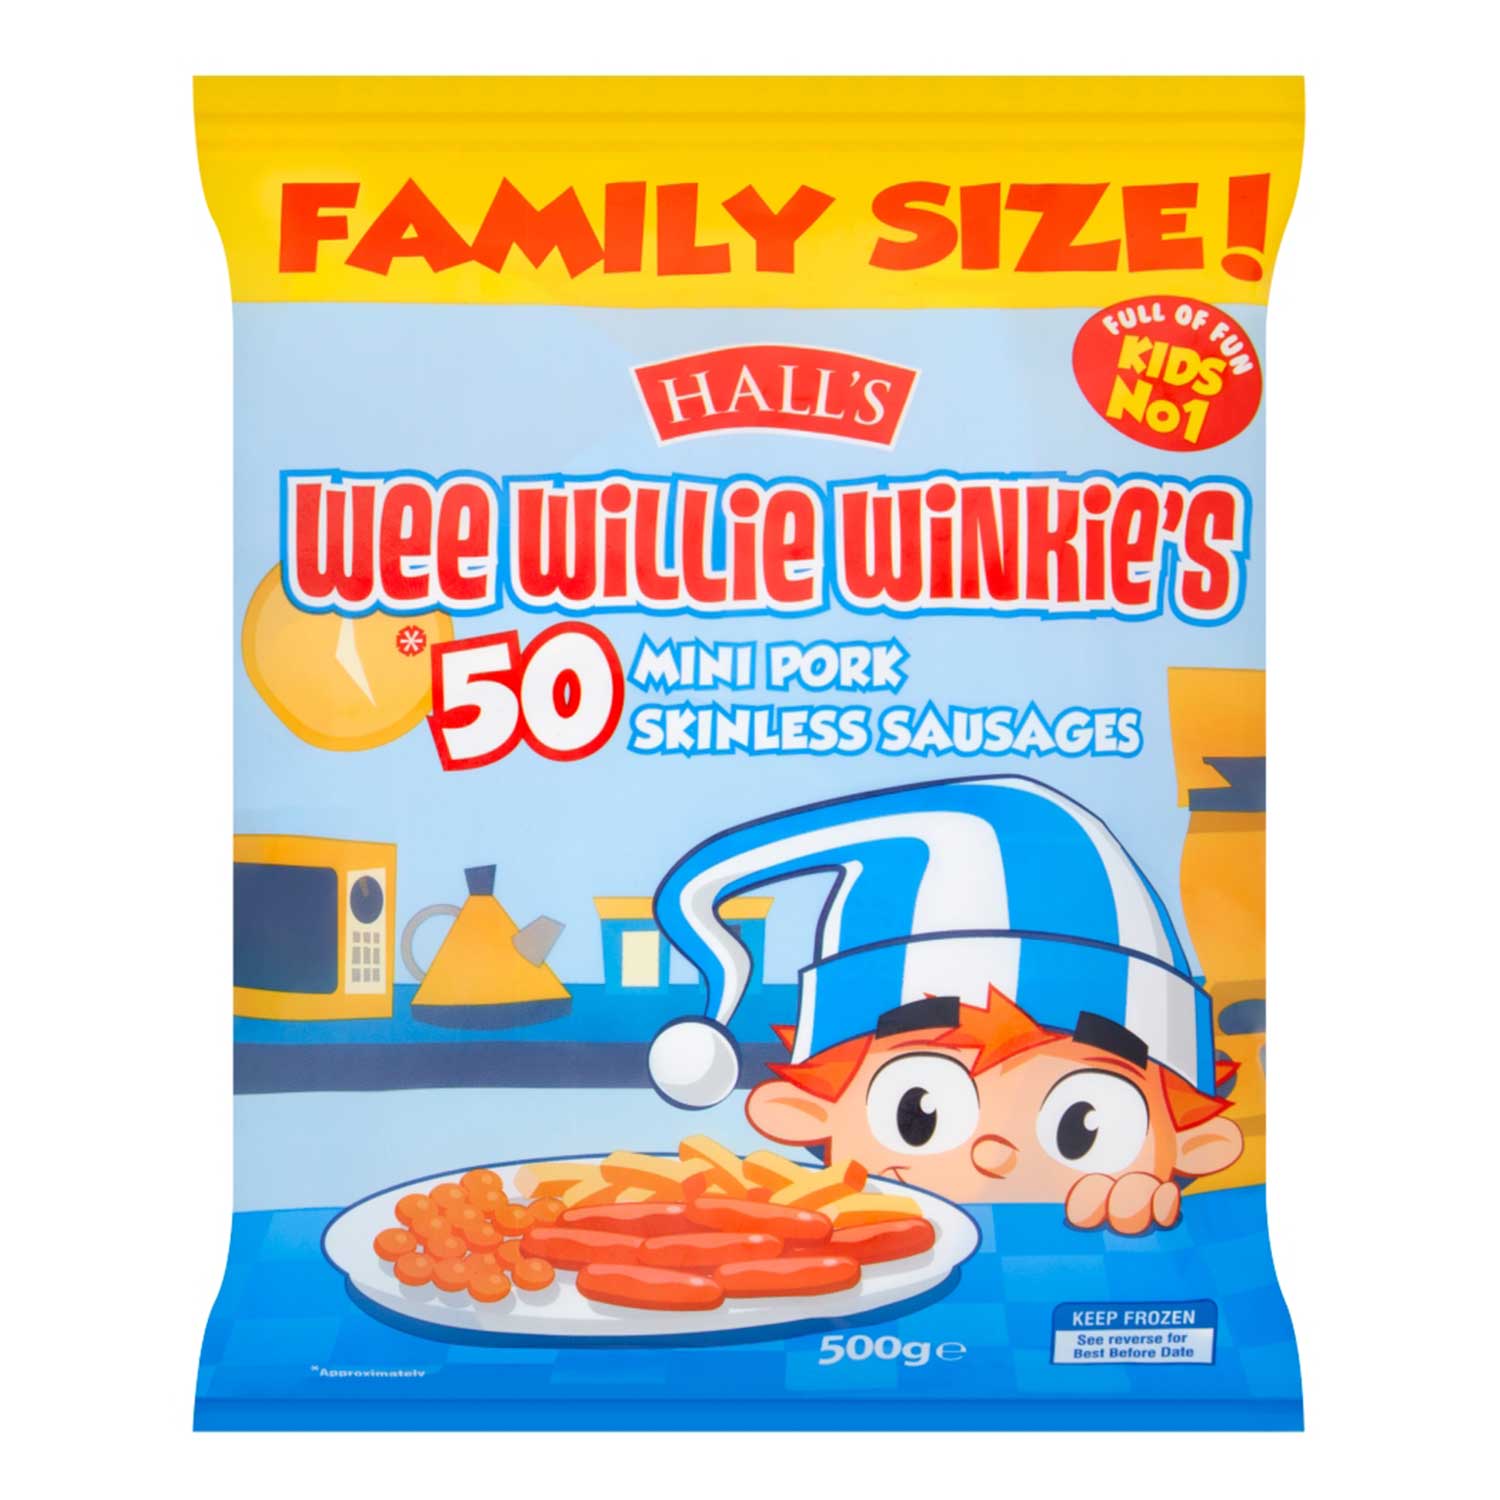 FAMILY SIZE!
FULL OF FUN
KIDS
No1
HALL'S
Wee Willie Winkie's
*50 MINI PORK
SKINLESS SAUSAGES
500g ℮
KEEP FROZEN
See reverse for
Best Before Date
*Approximately